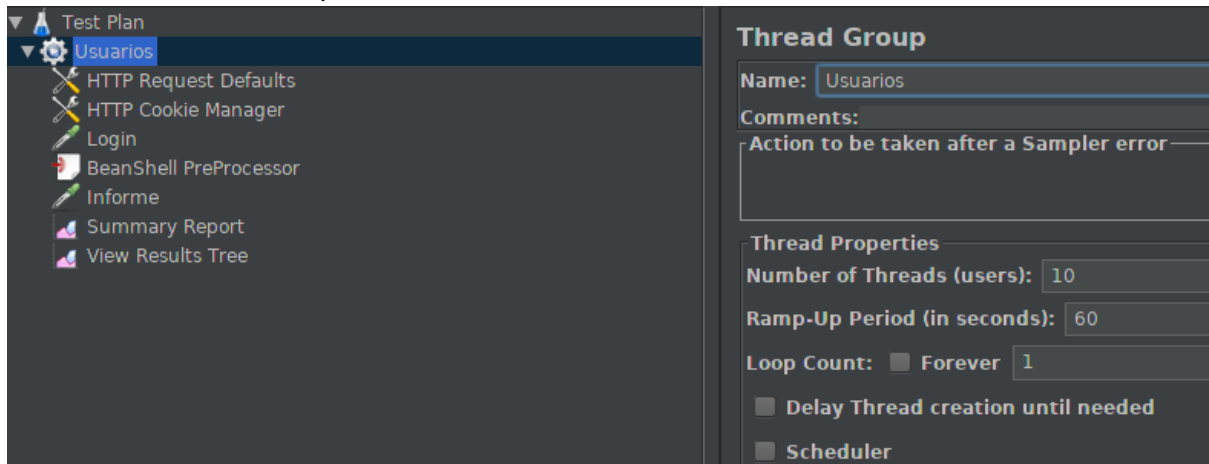 Test Plan
Usuarios
HTTP Request Defaults
HTTP Cookie Manager
Login
BeanShell PreProcessor
Informe
Summary Report
View Results Tree
Thread Group
Name: Usuarios
Comments:
Action to be taken after a Sampler error
Thread Properties
Number of Threads (users): 10
Ramp-Up Period (in seconds): 60
Loop Count: Forever 1
Delay Thread creation until needed
Scheduler